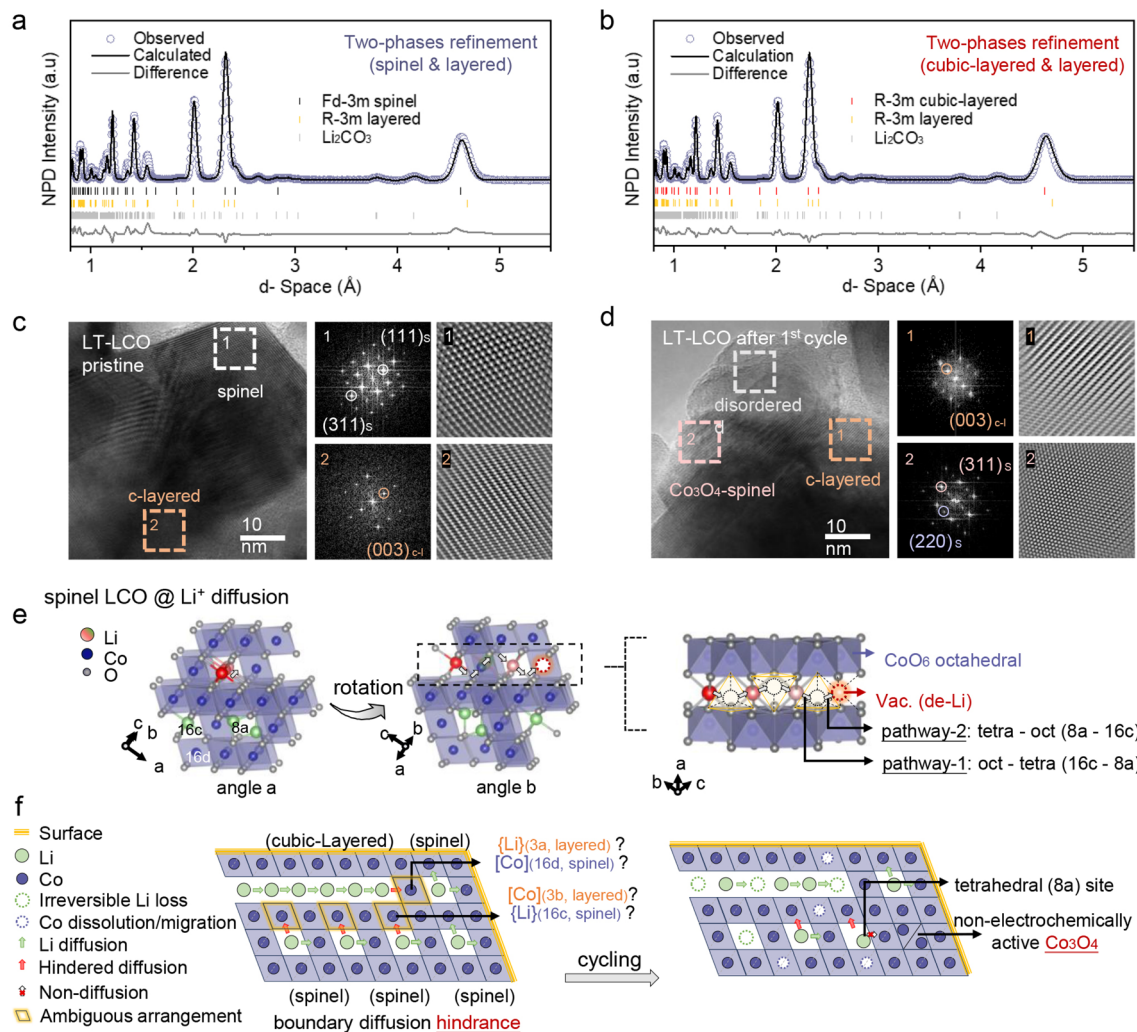 a
Observed
Calculated
Difference
Two-phases refinement
(spinel & layered)
Fd-3m spinel
R-3m layered
Li₂CO₃
NPD Intensity (a.u)
1 2 3 4 5
d- Space (Å)
b
Observed
Calculation
Difference
Two-phases refinement
(cubic-layered & layered)
R-3m cubic-layered
R-3m layered
Li₂CO₃
NPD Intensity (a.u)
1 2 3 4 5
d- Space (Å)
c
LT-LCO
pristine
1
spinel
c-layered
2
10
nm
1
(111)s
(311)s
1
2
(003)c-l
2
d
LT-LCO after 1st cycle
disordered
2
1
Co₃O₄-spinel
c-layered
10
nm
1
(003)c-l
1
2
(311)s
(220)s
2
spinel LCO @ Li⁺ diffusion
e
Li
Co
O
16c
8a
16d
c
b
a
angle a
rotation
c
b
a
angle b
CoO₆ octahedral
Vac. (de-Li)
pathway-2: tetra - oct (8a - 16c)
pathway-1: oct - tetra (16c - 8a)
a
b
c
f
Surface
Li
Co
Irreversible Li loss
Co dissolution/migration
Li diffusion
Hindered diffusion
Non-diffusion
Ambiguous arrangement
(cubic-Layered)
(spinel)
{Li}(3a, layered) ?
[Co](16d, spinel) ?
[Co](3b, layered)?
{Li}(16c, spinel) ?
(spinel) (spinel) (spinel)
boundary diffusion hindrance
cycling
tetrahedral (8a) site
non-electrochemically
active Co₃O₄